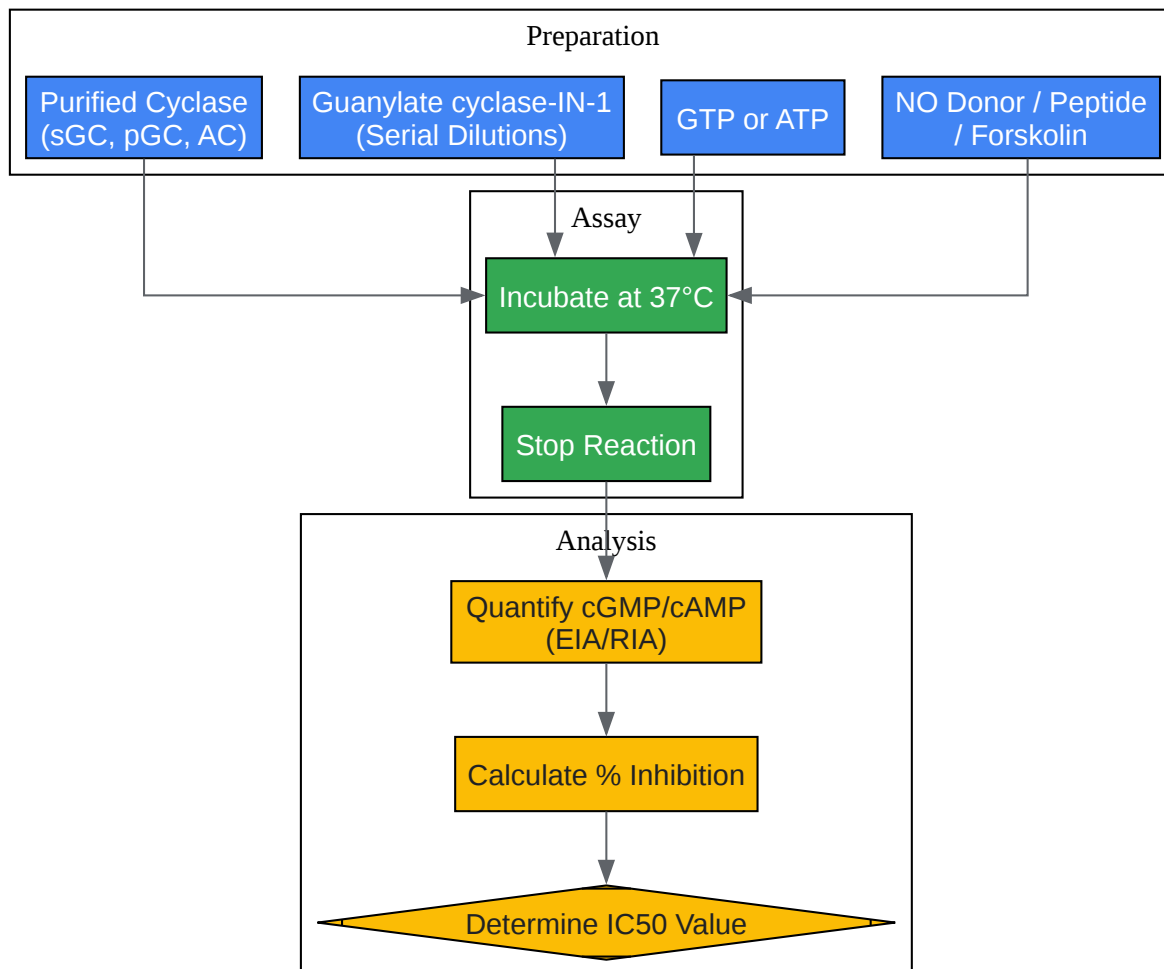 Preparation
Purified Cyclase
(sGC, pGC, AC)
Guanylate cyclase-IN-1
(Serial Dilutions)
GTP or ATP
NO Donor / Peptide
/ Forskolin
Assay
Incubate at 37°C
Stop Reaction
Analysis
Quantify cGMP/cAMP
(EIA/RIA)
Calculate % Inhibition
Determine IC50 Value